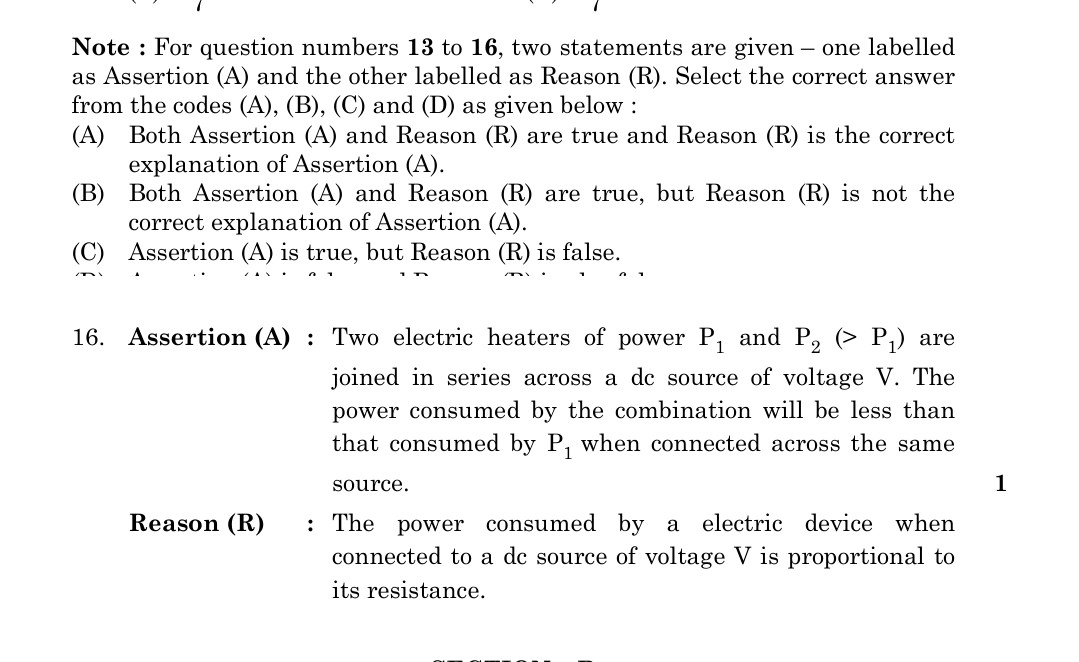 Note : For question numbers 13 to 16, two statements are given – one labelled
as Assertion (A) and the other labelled as Reason (R). Select the correct answer
from the codes (A), (B), (C) and (D) as given below :
(A) Both Assertion (A) and Reason (R) are true and Reason (R) is the correct
explanation of Assertion (A).
(B) Both Assertion (A) and Reason (R) are true, but Reason (R) is not the
correct explanation of Assertion (A).
(C) Assertion (A) is true, but Reason (R) is false.
16. Assertion (A) : Two electric heaters of power P₁ and P₂ (> P₁) are
joined in series across a dc source of voltage V. The
power consumed by the combination will be less than
that consumed by P₁ when connected across the same
source. 1
Reason (R) : The power consumed by a electric device when
connected to a dc source of voltage V is proportional to
its resistance.